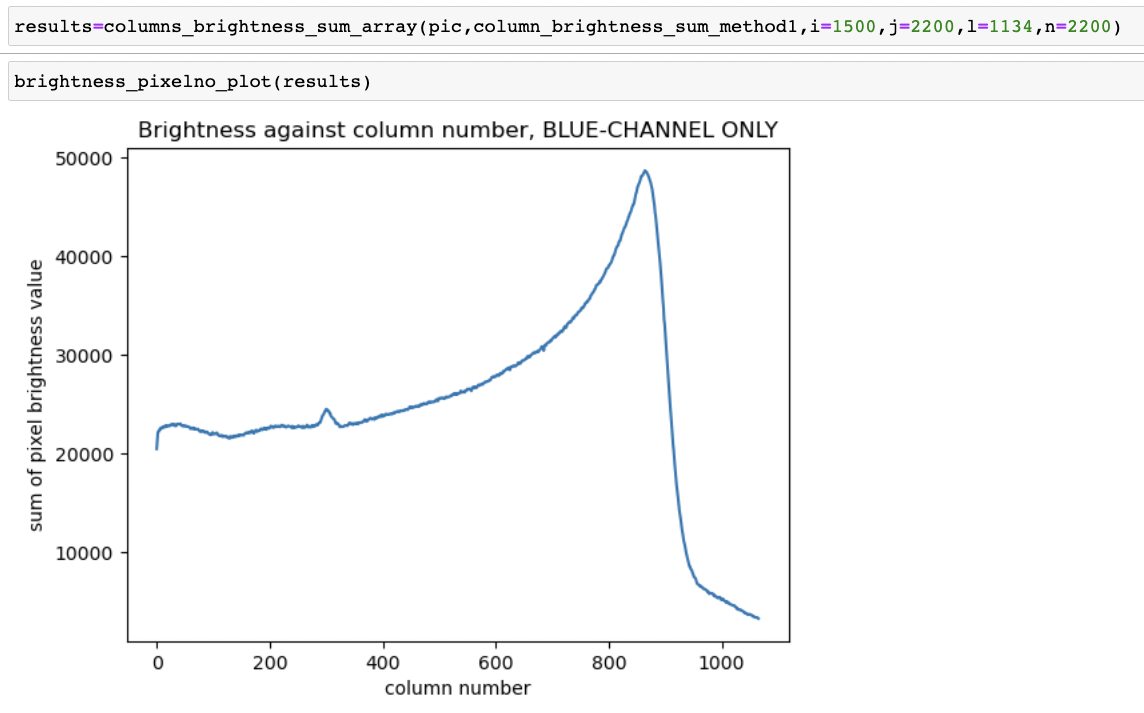 results=columns_brightness_sum_array(pic,column_brightness_sum_method1,i=1500,j=2200,l=1134,n=2200)
brightness_pixelno_plot(results)
Brightness against column number, BLUE-CHANNEL ONLY
50000
40000
30000
20000
10000
sum of pixel brightness value
0 200 400 600 800 1000
column number